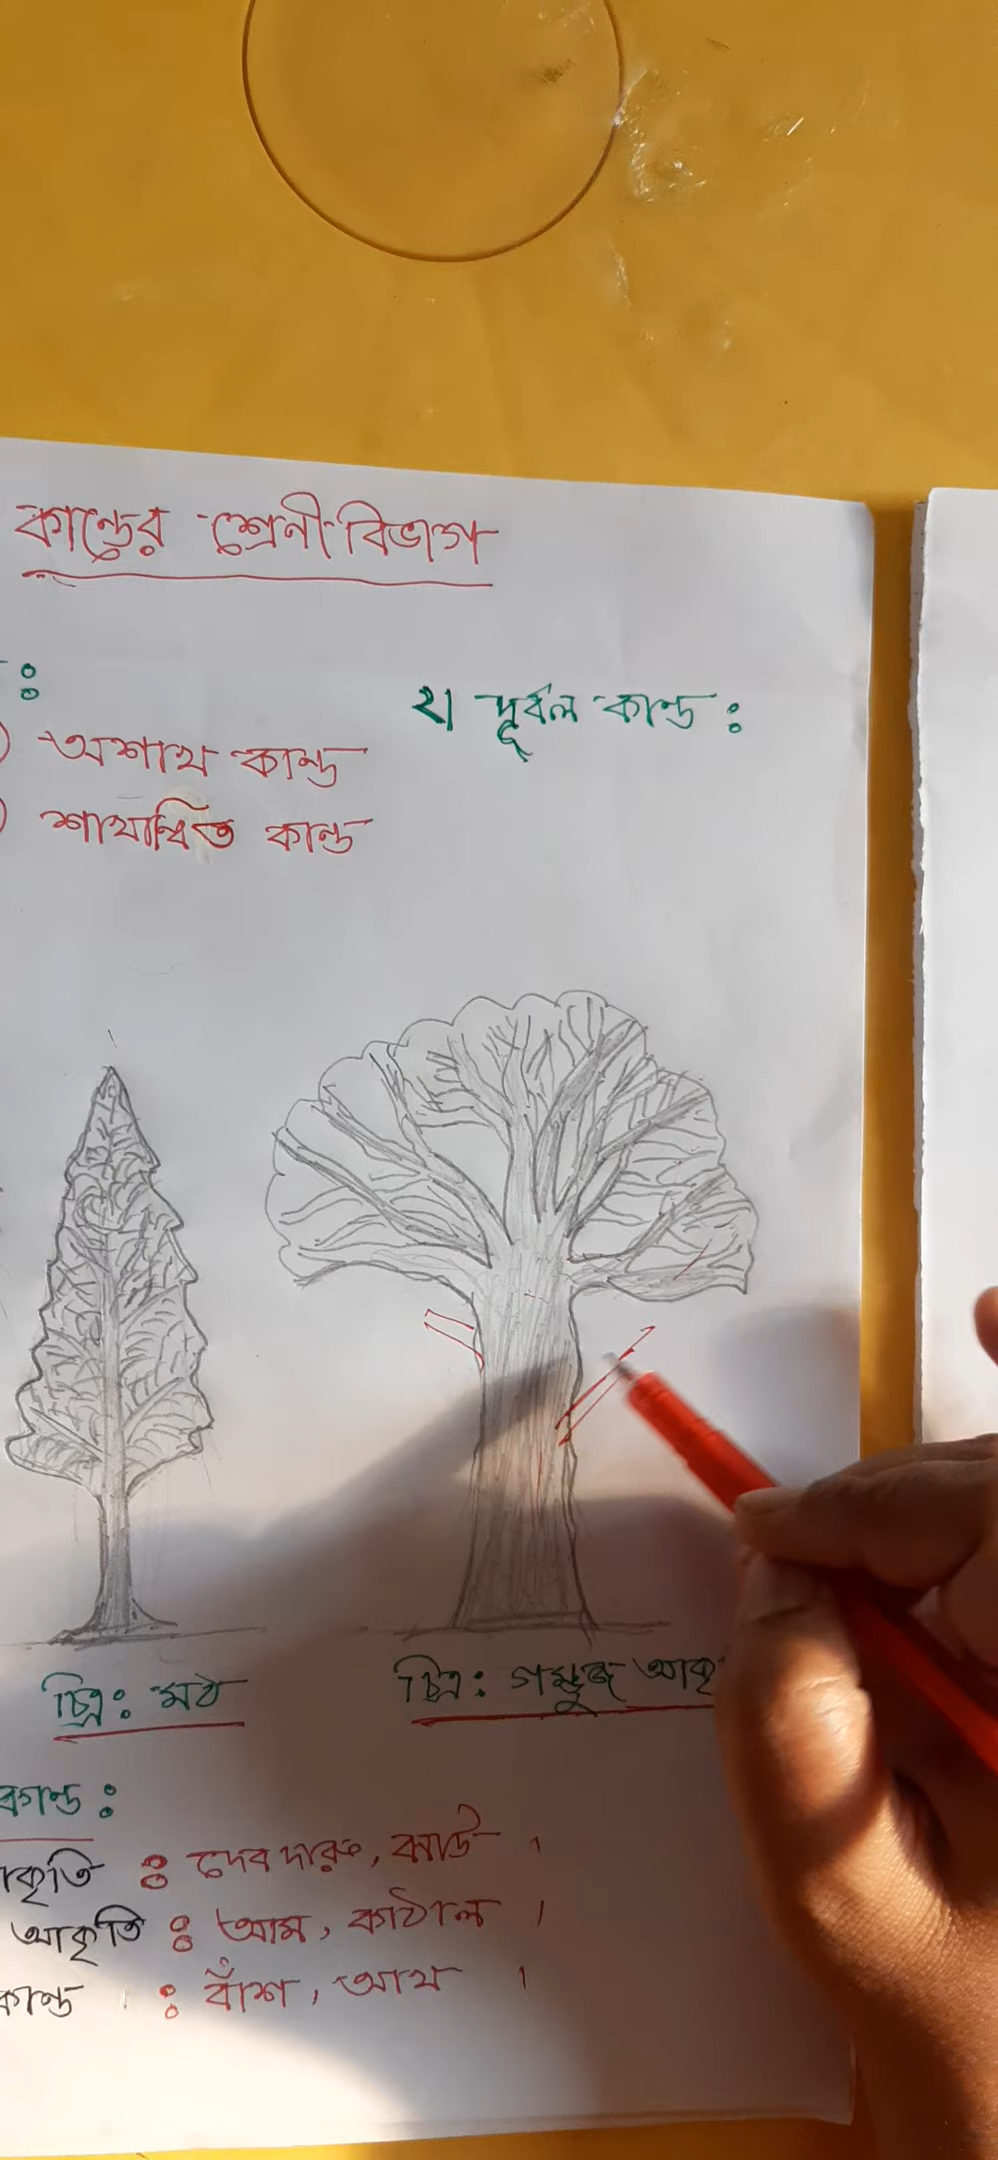 কান্ডের শ্রেনীবিভাগ
:
২। দূর্বল কান্ড :
) অশাখ কান্ড
) শাখান্বিত কান্ড
চিত্র: মঠ
চিত্র: গম্বুজ আকৃ
কান্ড :
াকৃতি : দেবদারু, ঝাউ ।
আকৃতি : আম, কাঠাল ।
কান্ড : বাঁশ, আখ ।